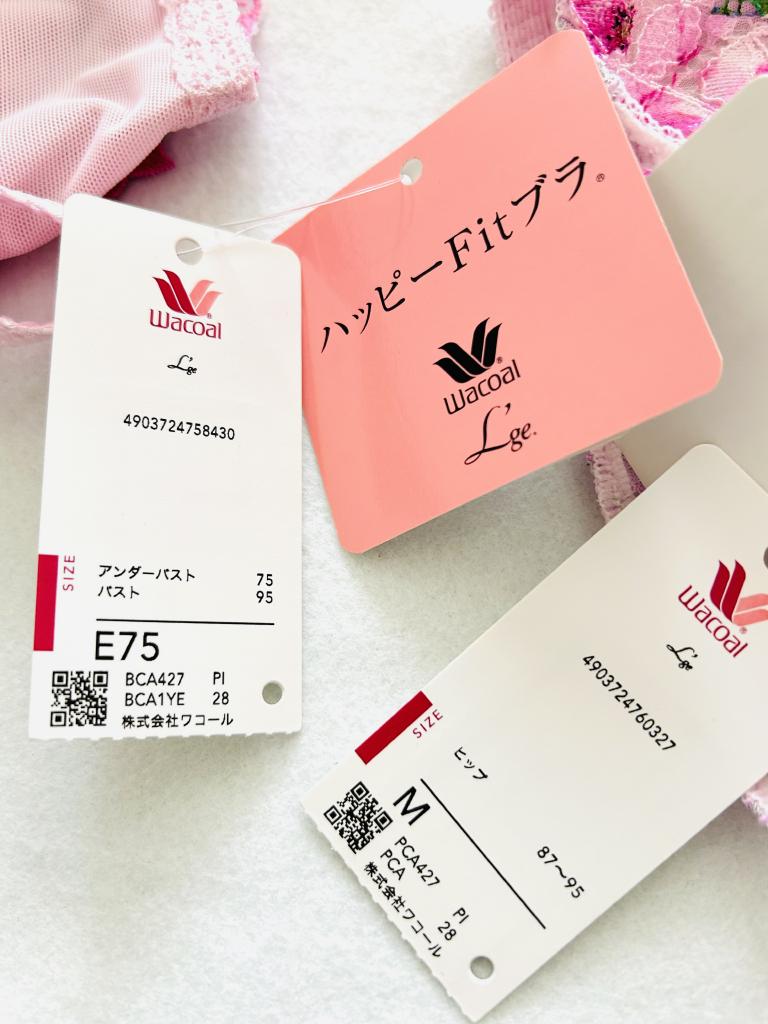 Wacoal
L'ge
4903724758430
SIZE
アンダーバスト 75
バスト 95
E75
BCA427 PI
BCA1YE 28
株式会社ワコール
ハッピーFitブラ®
Wacoal®
L'ge.
Wacoal
L'ge
4903724760327
SIZE
ヒップ
87〜95
M
PCA427 PI
PCA 28
株式会社ワコール